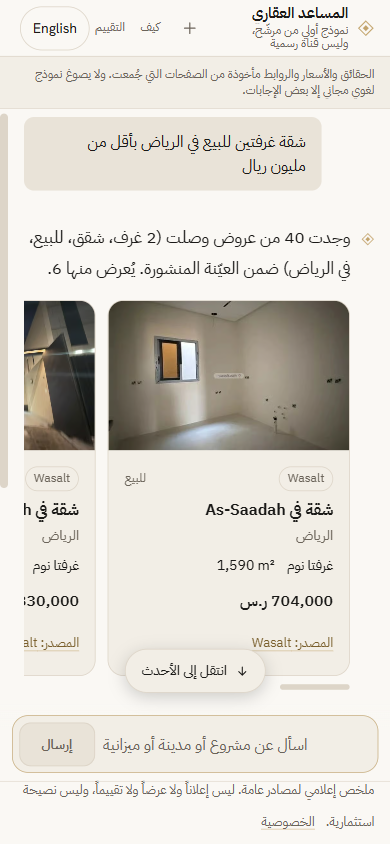 المساعد العقاري
نموذج أولي من مرشّح،
وليس قناة رسمية
كيف
التقييم
English
الحقائق والأسعار والروابط مأخوذة من الصفحات التي جُمعت. ولا يصوغ نموذج
لغوي مجاني إلا بعض الإجابات.
شقة غرفتين للبيع في الرياض بأقل من
مليون ريال
وجدت 40 من عروض وصلت (2 غرف، شقق، للبيع،
في الرياض) ضمن العيّنة المنشورة. يُعرض منها 6.
Wasalt
للبيع
شقة في As-Saadah
الرياض
غرفتا نوم
1,590 m²
704,000 ر.س
المصدر: Wasalt
Wasalt
شقة في
الرياض
غرفتا نوم
المصدر:
انتقل إلى الأحدث ↓
اسأل عن مشروع أو مدينة أو ميزانية
إرسال
ملخص إعلامي لمصادر عامة. ليس إعلاناً ولا عرضاً ولا تقييماً، وليس نصيحة
استثمارية. الخصوصية